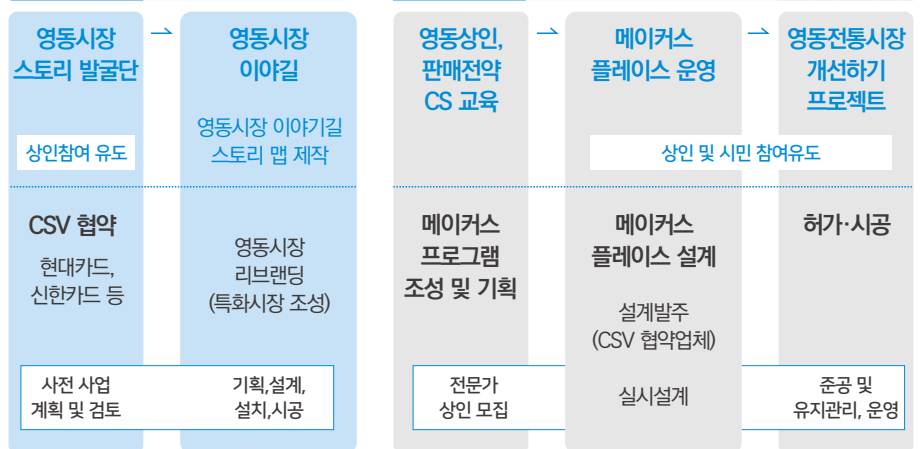 영동시장
스토리 발굴단
상인참여 유도
CSV 협약
현대카드,
신한카드 등
사전 사업
계획 및 검토
영동시장
이야길
영동시장 이야기길
스토리 맵 제작
영동시장
리브랜딩
(특화시장 조성)
기획,설계,
설치,시공
영동상인,
판매전략
CS 교육
메이커스
프로그램
조성 및 기획
전문가
상인 모집
메이커스
플레이스 운영
상인 및 시민 참여유도
메이커스
플레이스 설계
설계발주
(CSV 협약업체)
실시설계
영동전통시장
개선하기
프로젝트
허가·시공
준공 및
유지관리, 운영